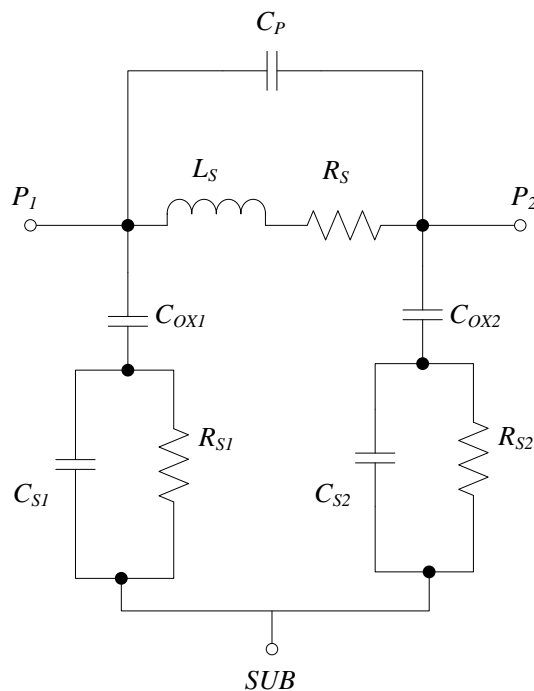 C_P
L_S
R_S
P_1
P_2
C_OX1
C_OX2
R_S1
R_S2
C_S1
C_S2
SUB